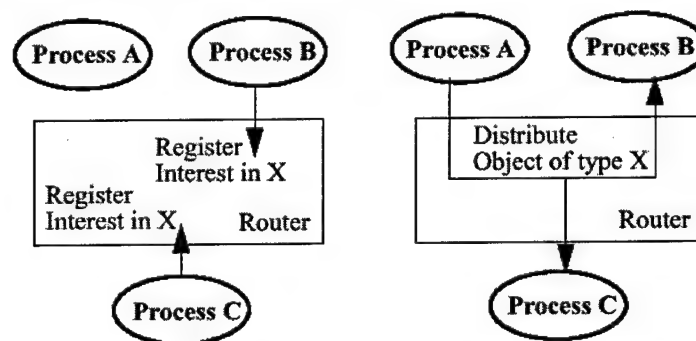 Process A
Process B
Register
Interest in X
Register
Interest in X
Router
Process C
Process A
Process B
Distribute
Object of type X
Router
Process C